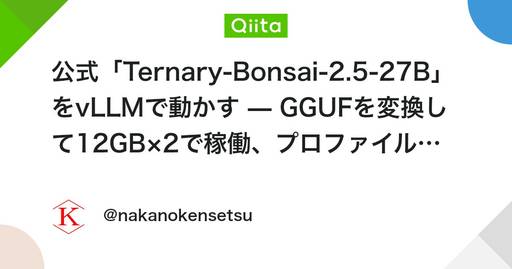 Qiita
公式「Ternary-Bonsai-2.5-27B」
をvLLMで動かす — GGUFを変換し
て12GB×2で稼働、プロファイル…
K
@nakanokensetsu